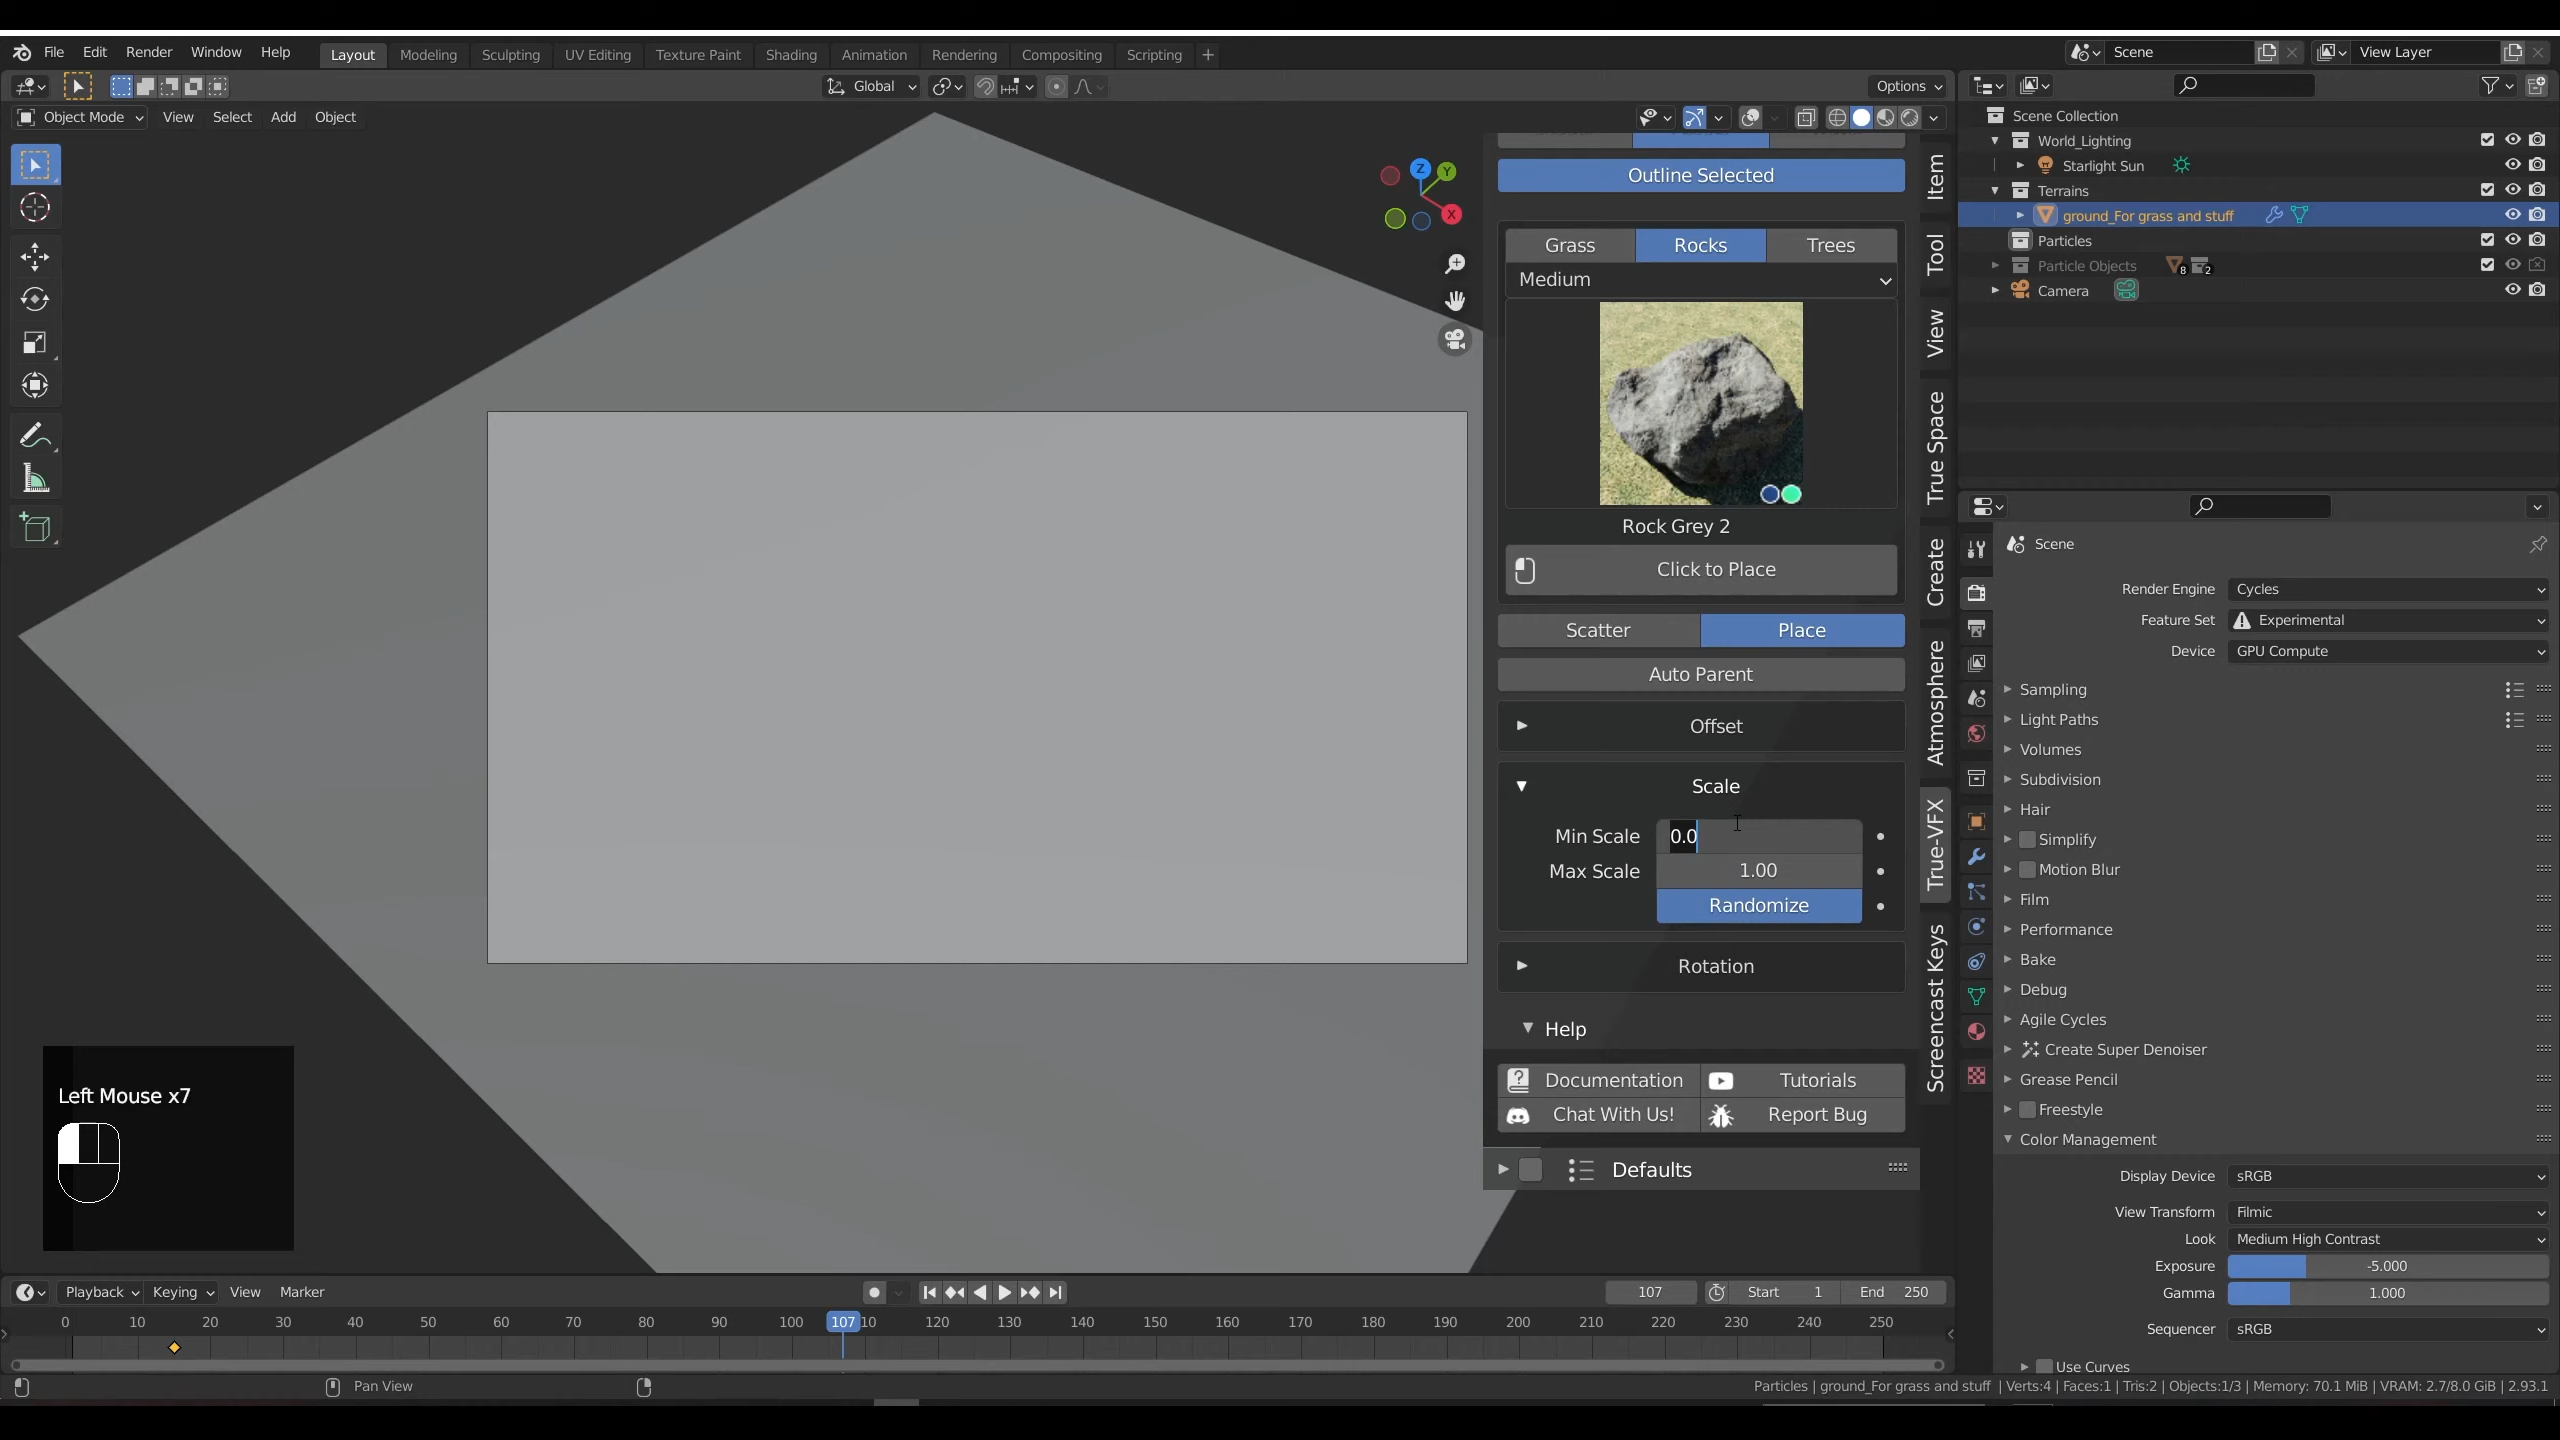 File Edit Render Window Help Layout Modeling Sculpting UV Editing Texture Paint Shading Animation Rendering Compositing Scripting +
Scene View Layer
Global Options
Object Mode View Select Add Object
Z Y X
Outline Selected
Grass Rocks Trees
Medium
Rock Grey 2
Click to Place
Scatter Place
Auto Parent
Offset
Scale
Min Scale 0.0
Max Scale 1.00
Randomize
Rotation
Help
Documentation Tutorials
Chat With Us! Report Bug
Defaults
Item
Tool
View
True Space
Create
Atmosphere
True-VFX
Screencast Keys
Scene Collection
World_Lighting
Starlight Sun
Terrains
ground_For grass and stuff
Particles
Particle Objects 8 2
Camera
Scene
Render Engine Cycles
Feature Set Experimental
Device GPU Compute
Sampling
Light Paths
Volumes
Subdivision
Hair
Simplify
Motion Blur
Film
Performance
Bake
Debug
Agile Cycles
Create Super Denoiser
Grease Pencil
Freestyle
Color Management
Display Device sRGB
View Transform Filmic
Look Medium High Contrast
Exposure -5.000
Gamma 1.000
Sequencer sRGB
Use Curves
Left Mouse x7
Playback Keying View Marker 107 Start 1 End 250
0 10 20 30 40 50 60 70 80 90 100 107 10 120 130 140 150 160 170 180 190 200 210 220 230 240 250
Pan View
Particles | ground_For grass and stuff | Verts:4 | Faces:1 | Tris:2 | Objects:1/3 | Memory: 70.1 MiB | VRAM: 2.7/8.0 GiB | 2.93.1